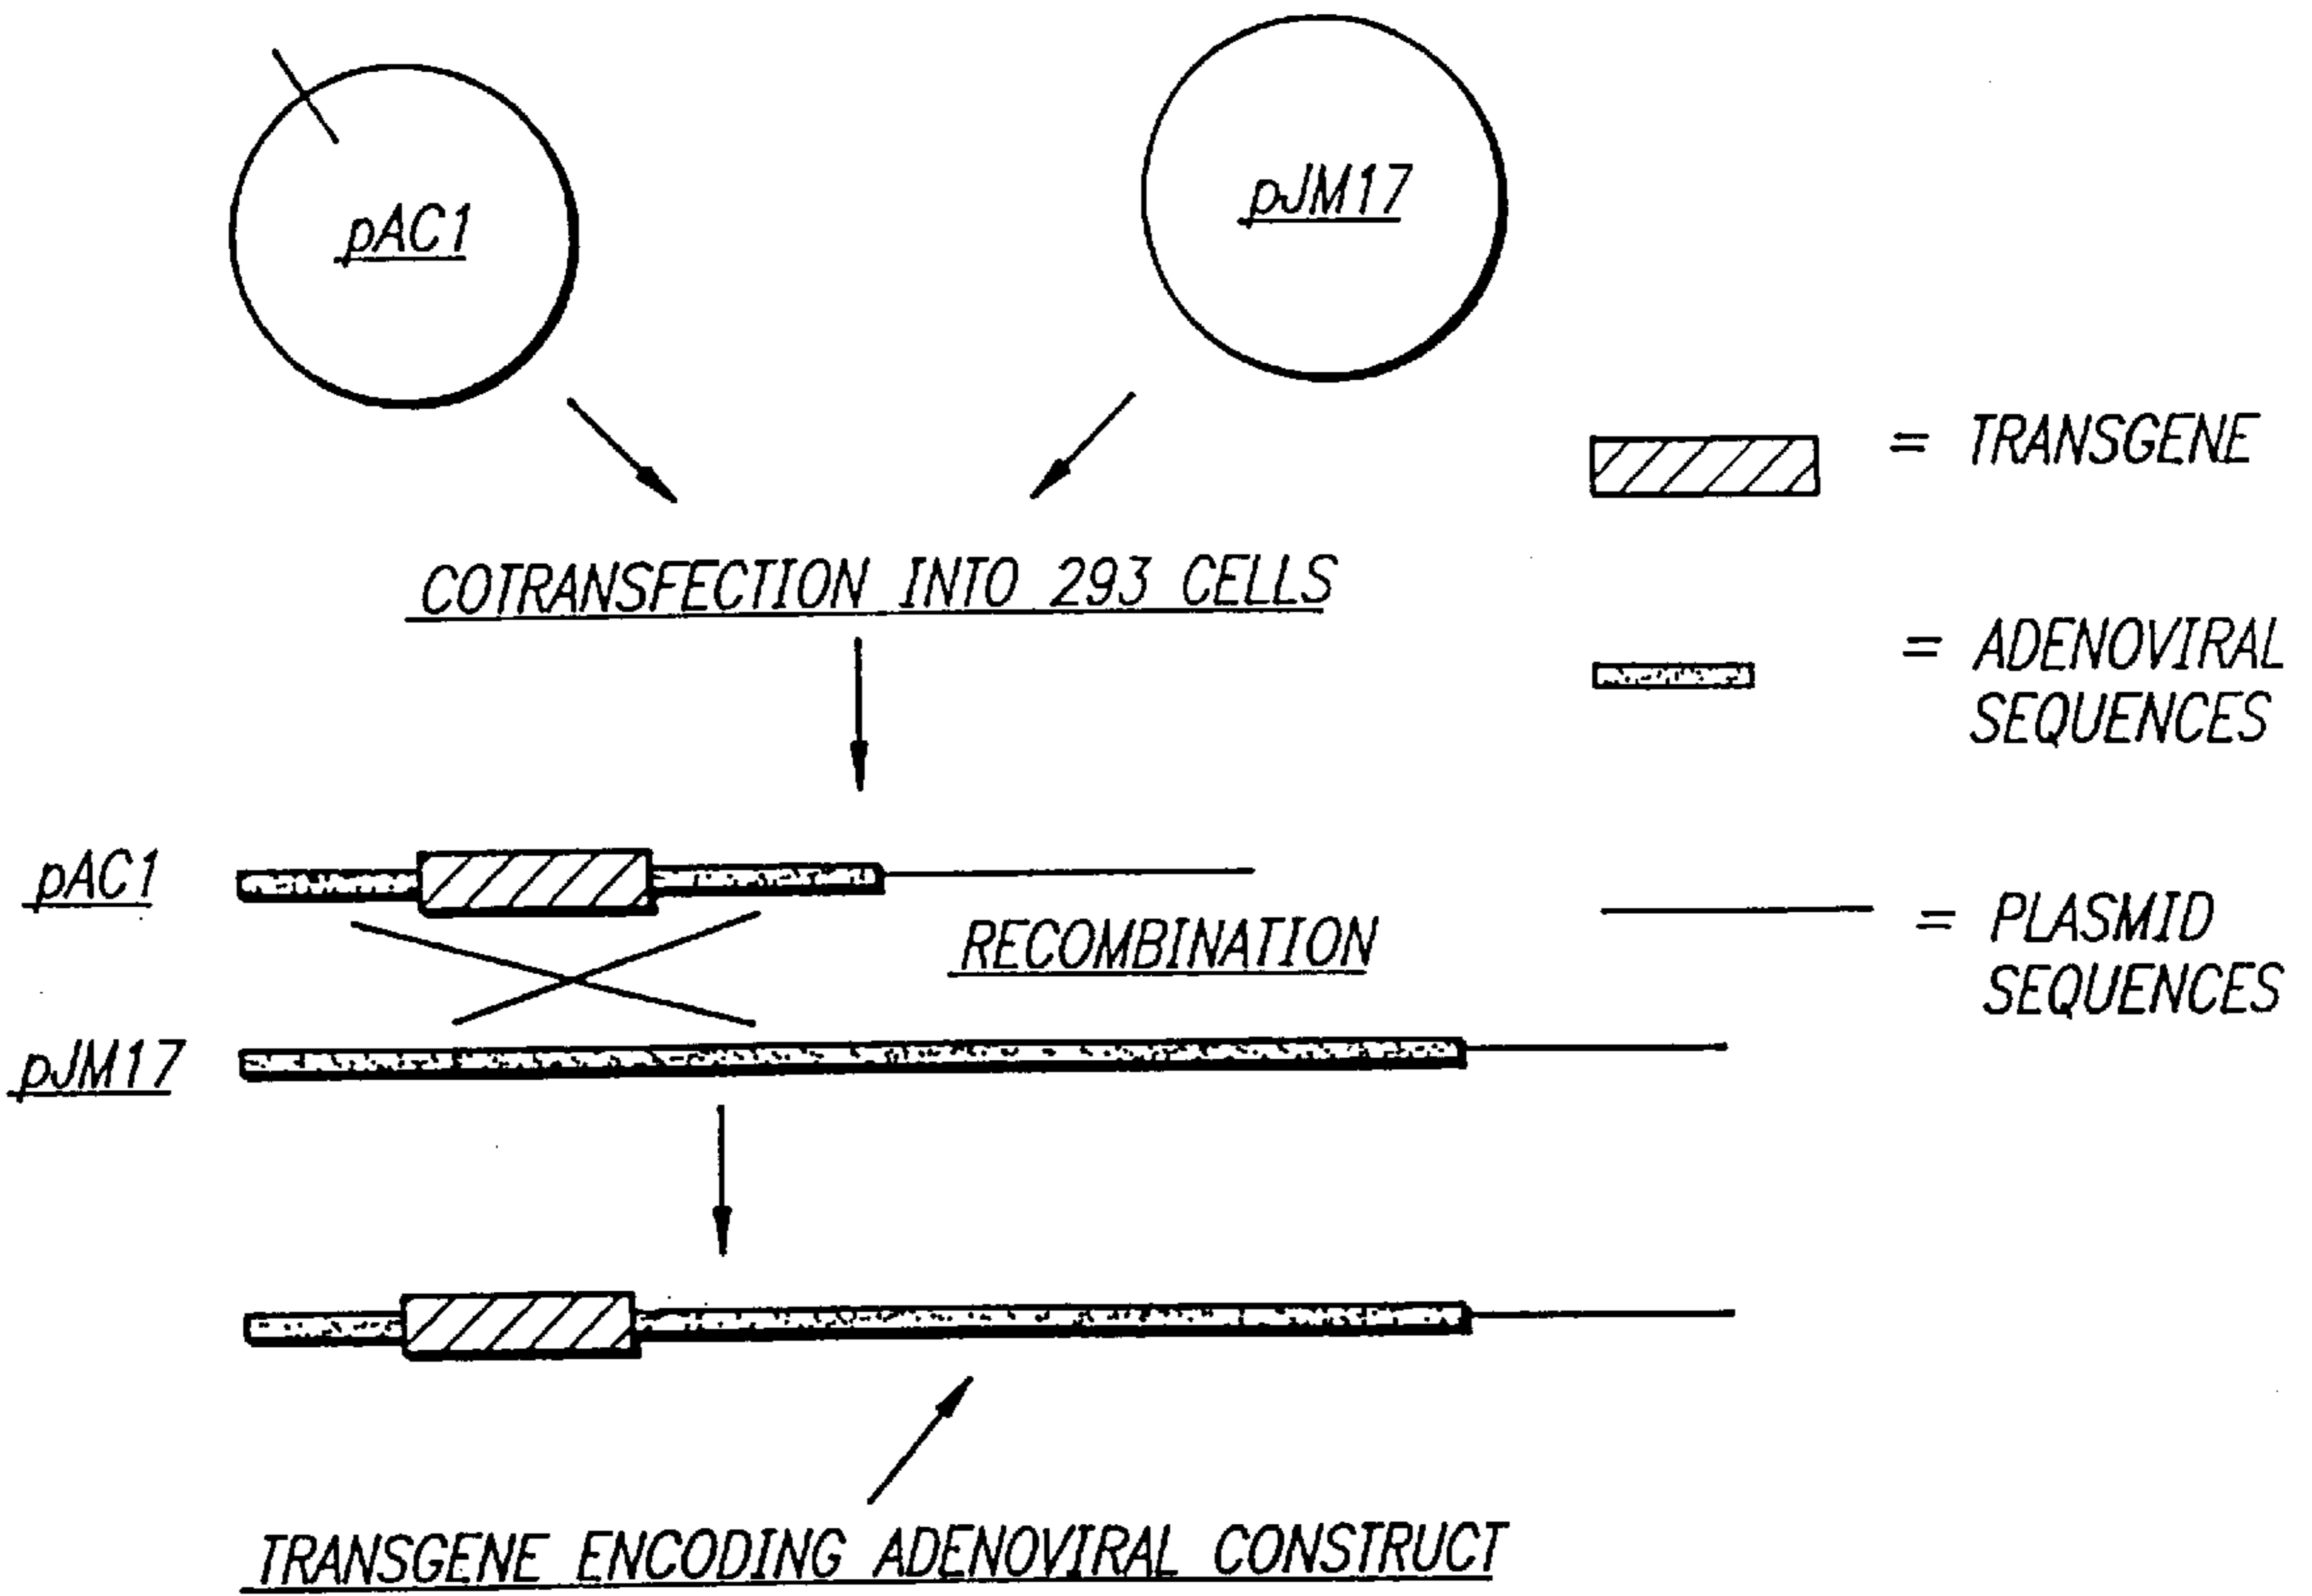 pAC1
pJM17
= TRANSGENE
COTRANSFECTION INTO 293 CELLS
= ADENOVIRAL
SEQUENCES
pAC1
RECOMBINATION
= PLASMID
SEQUENCES
pJM17
TRANSGENE ENCODING ADENOVIRAL CONSTRUCT